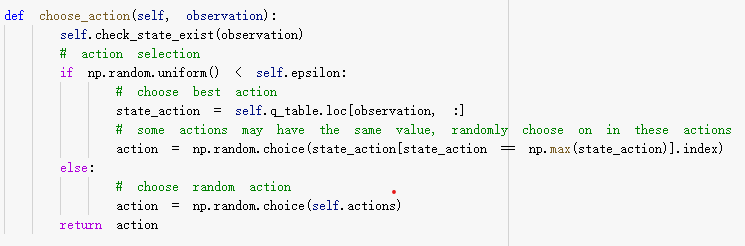 def choose_action(self, observation):
self.check_state_exist(observation)
# action selection
if np.random.uniform() < self.epsilon:
# choose best action
state_action = self.q_table.loc[observation, :]
# some actions may have the same value, randomly choose on in these actions
action = np.random.choice(state_action[state_action == np.max(state_action)].index)
else:
# choose random action
action = np.random.choice(self.actions)
return action